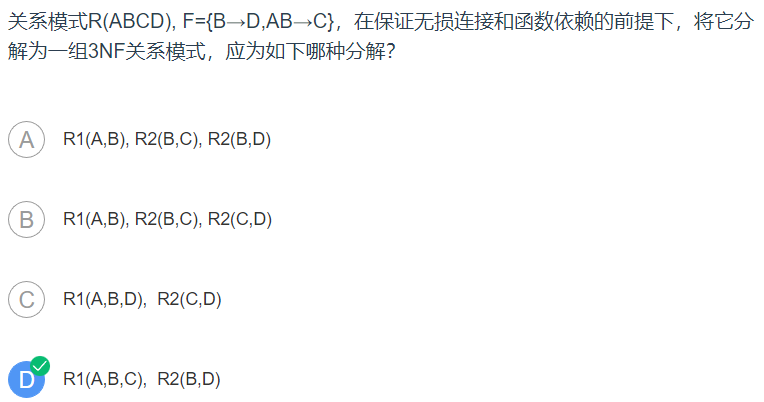 关系模式R(ABCD), F={B→D,AB→C}，在保证无损连接和函数依赖的前提下，将它分
解为一组3NF关系模式，应为如下哪种分解？
A R1(A,B), R2(B,C), R2(B,D)
B R1(A,B), R2(B,C), R2(C,D)
C R1(A,B,D),  R2(C,D)
D R1(A,B,C),  R2(B,D)